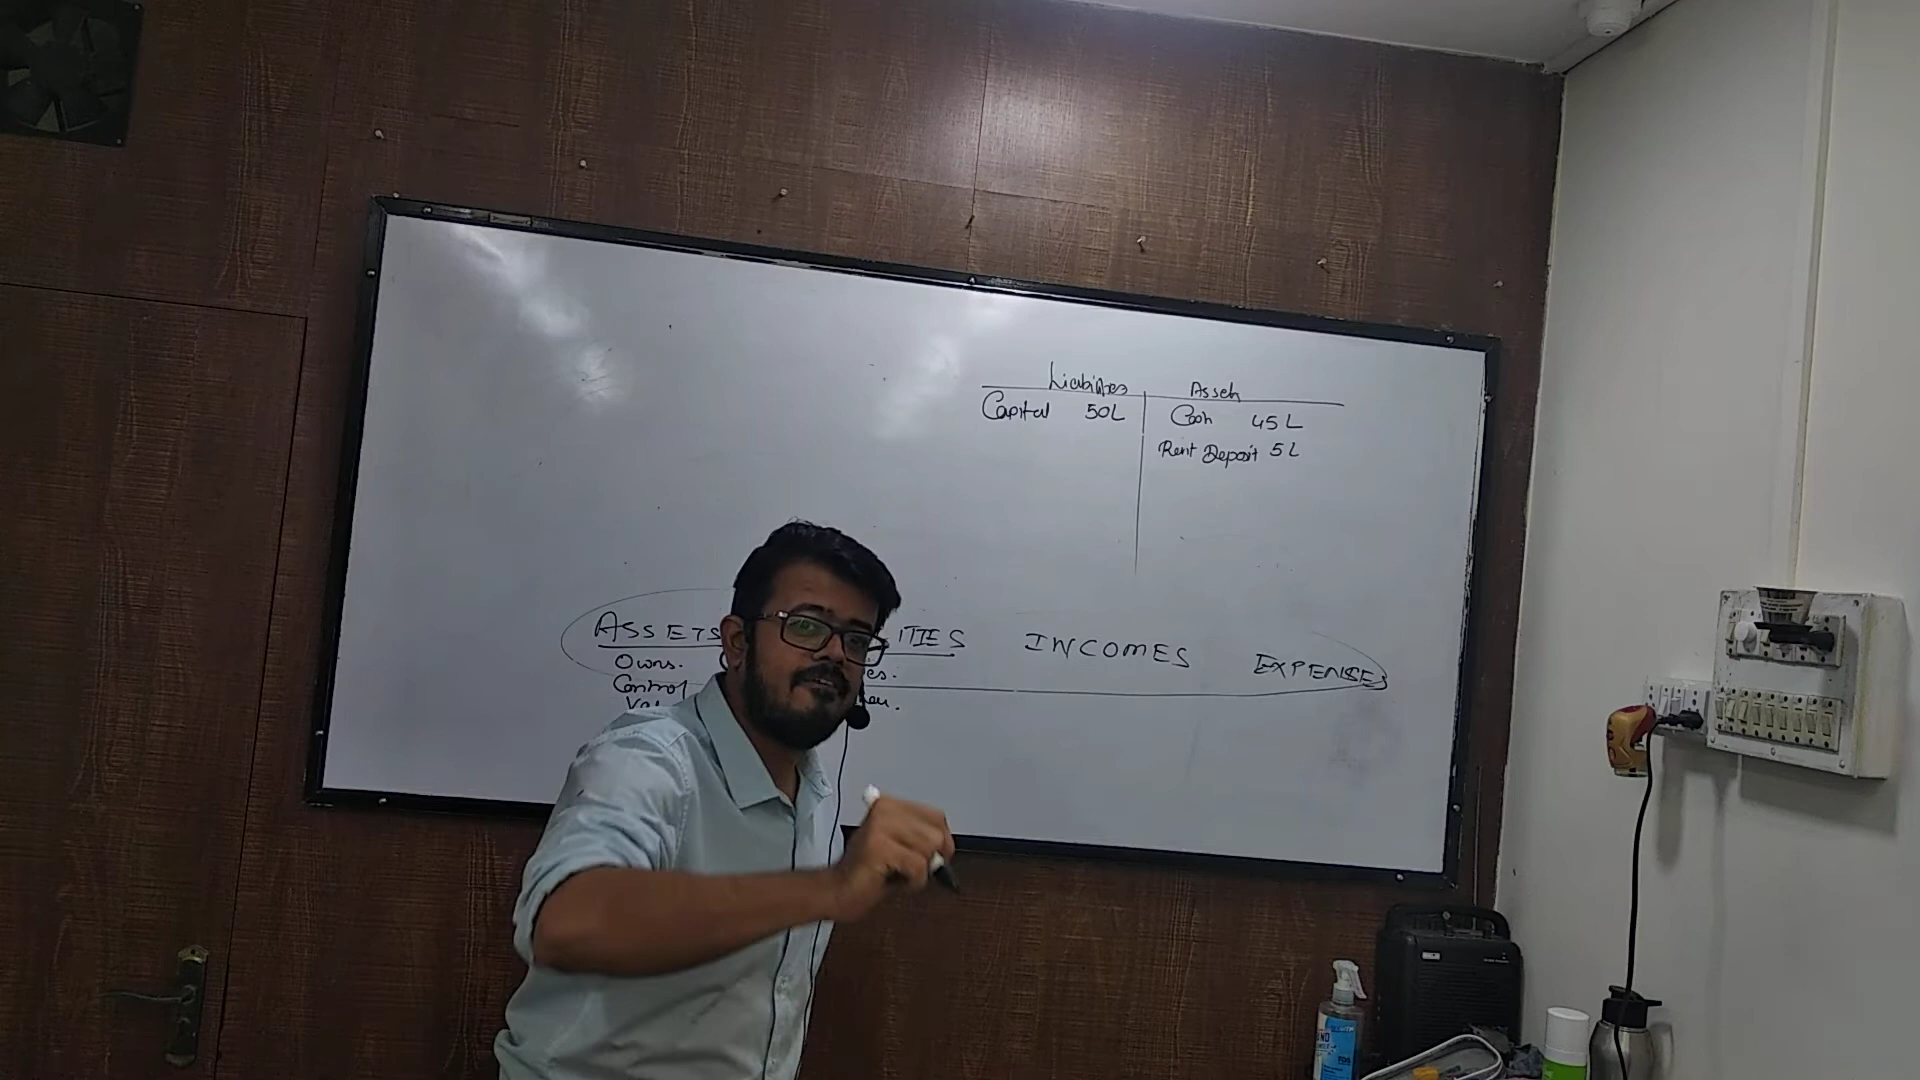 Liabilities Assets
Capital 50L Cash 45L
Rent Deposit 5L
ASSETS ITIES INCOMES EXPENSES
Owns.
Control